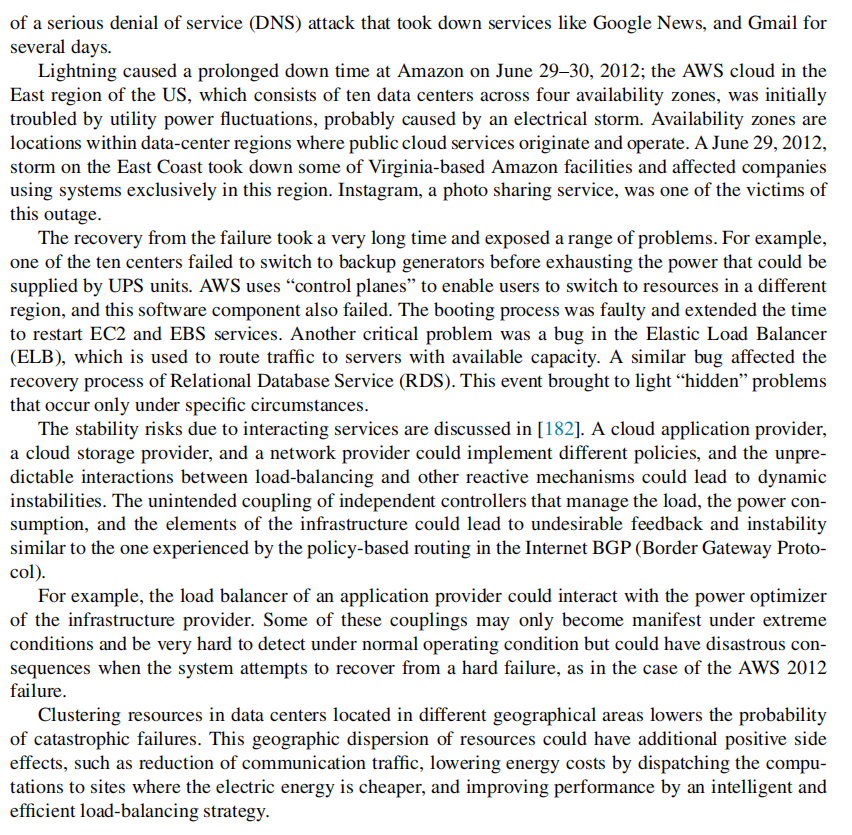 of a serious denial of service (DNS) attack that took down services like Google News, and Gmail for
several days.
Lightning caused a prolonged down time at Amazon on June 29–30, 2012; the AWS cloud in the
East region of the US, which consists of ten data centers across four availability zones, was initially
troubled by utility power fluctuations, probably caused by an electrical storm. Availability zones are
locations within data-center regions where public cloud services originate and operate. A June 29, 2012,
storm on the East Coast took down some of Virginia-based Amazon facilities and affected companies
using systems exclusively in this region. Instagram, a photo sharing service, was one of the victims of
this outage.
The recovery from the failure took a very long time and exposed a range of problems. For example,
one of the ten centers failed to switch to backup generators before exhausting the power that could be
supplied by UPS units. AWS uses “control planes” to enable users to switch to resources in a different
region, and this software component also failed. The booting process was faulty and extended the time
to restart EC2 and EBS services. Another critical problem was a bug in the Elastic Load Balancer
(ELB), which is used to route traffic to servers with available capacity. A similar bug affected the
recovery process of Relational Database Service (RDS). This event brought to light “hidden” problems
that occur only under specific circumstances.
The stability risks due to interacting services are discussed in [182]. A cloud application provider,
a cloud storage provider, and a network provider could implement different policies, and the unpre-
dictable interactions between load-balancing and other reactive mechanisms could lead to dynamic
instabilities. The unintended coupling of independent controllers that manage the load, the power con-
sumption, and the elements of the infrastructure could lead to undesirable feedback and instability
similar to the one experienced by the policy-based routing in the Internet BGP (Border Gateway Proto-
col).
For example, the load balancer of an application provider could interact with the power optimizer
of the infrastructure provider. Some of these couplings may only become manifest under extreme
conditions and be very hard to detect under normal operating condition but could have disastrous con-
sequences when the system attempts to recover from a hard failure, as in the case of the AWS 2012
failure.
Clustering resources in data centers located in different geographical areas lowers the probability
of catastrophic failures. This geographic dispersion of resources could have additional positive side
effects, such as reduction of communication traffic, lowering energy costs by dispatching the compu-
tations to sites where the electric energy is cheaper, and improving performance by an intelligent and
efficient load-balancing strategy.